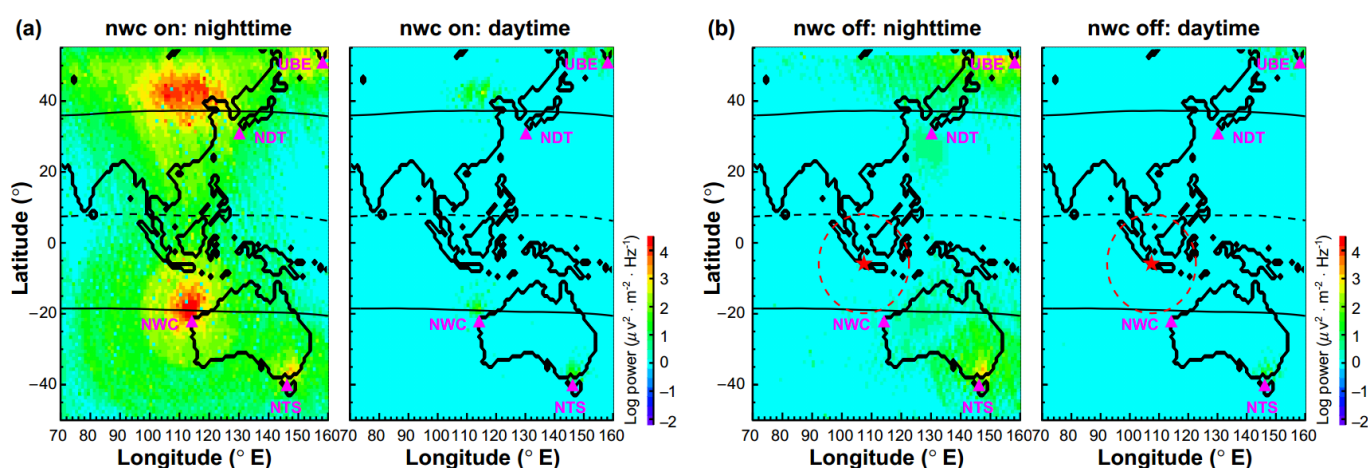 (a) nwc on: nighttime nwc on: daytime (b) nwc off: nighttime nwc off: daytime
UBE UBE UBE UBE
40 40
NDT NDT NDT
20 20
Latitude (°) Latitude (°)
0 0
Log power (μv² · m⁻² · Hz⁻¹) Log power (μv² · m⁻² · Hz⁻¹)
4 3 2 1 0 −1 −2 4 3 2 1 0 −1 −2
−20 −20
NWC NWC NWC NWC
−40 −40
NTS NTS NTS NTS
70 80 90 100 110 120 130 140 150 160 70 80 90 100 110 120 130 140 150 160 70 80 90 100 110 120 130 140 150 160 70 80 90 100 110 120 130 140 150 160
Longitude (° E) Longitude (° E) Longitude (° E) Longitude (° E)